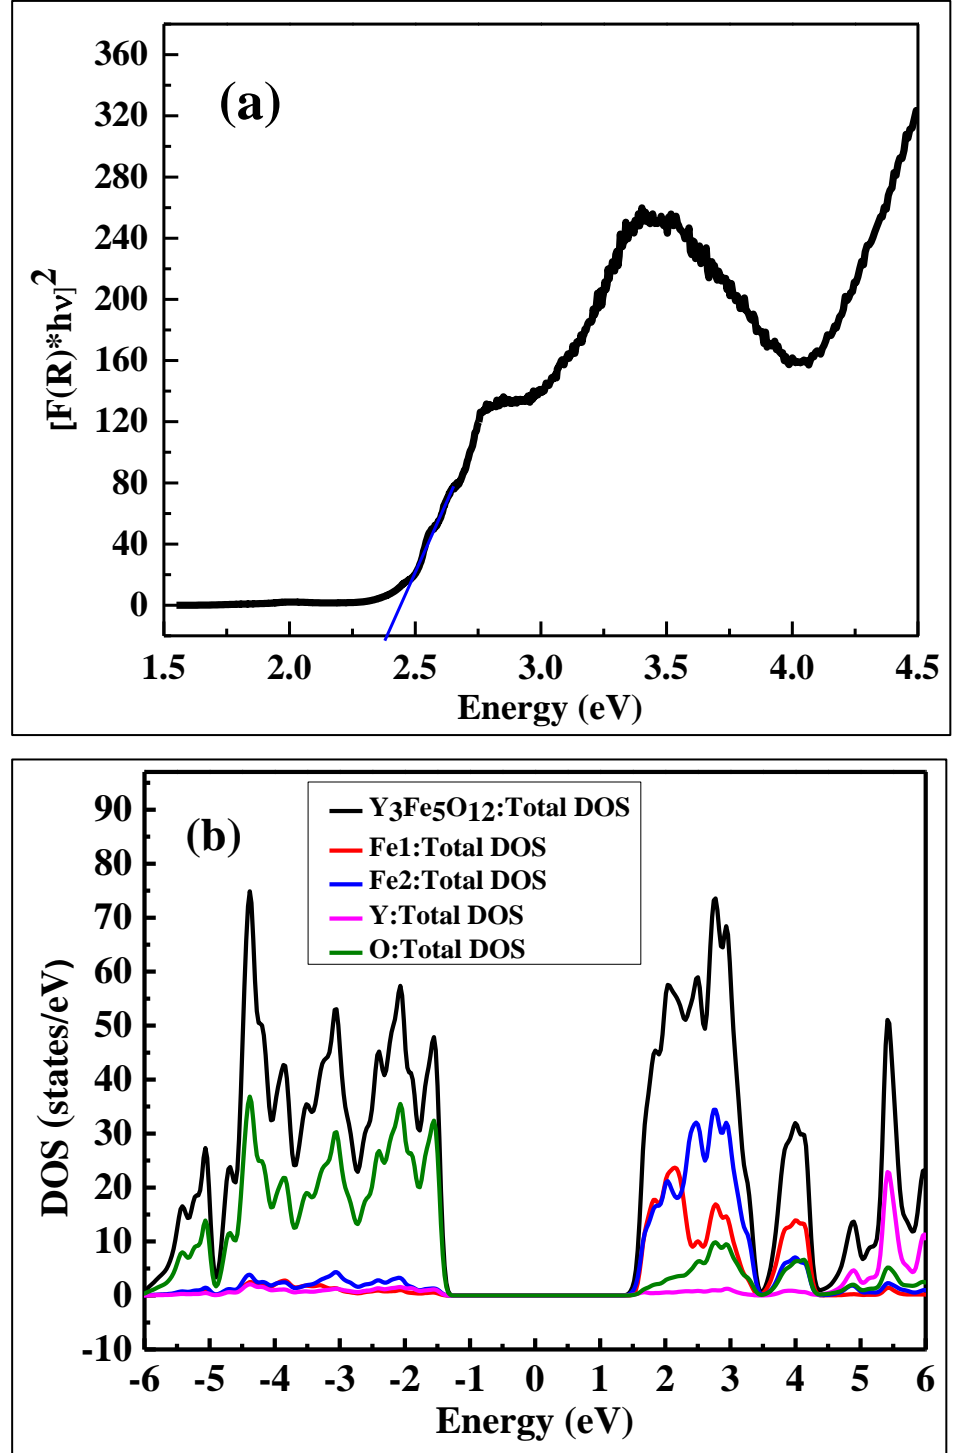 (a)
[F(R)*hν]2
360
320
280
240
200
160
120
80
40
0
1.5 2.0 2.5 3.0 3.5 4.0 4.5
Energy (eV)
(b)
Y3Fe5O12:Total DOS
Fe1:Total DOS
Fe2:Total DOS
Y:Total DOS
O:Total DOS
DOS (states/eV)
90
80
70
60
50
40
30
20
10
0
-10
-6 -5 -4 -3 -2 -1 0 1 2 3 4 5 6
Energy (eV)